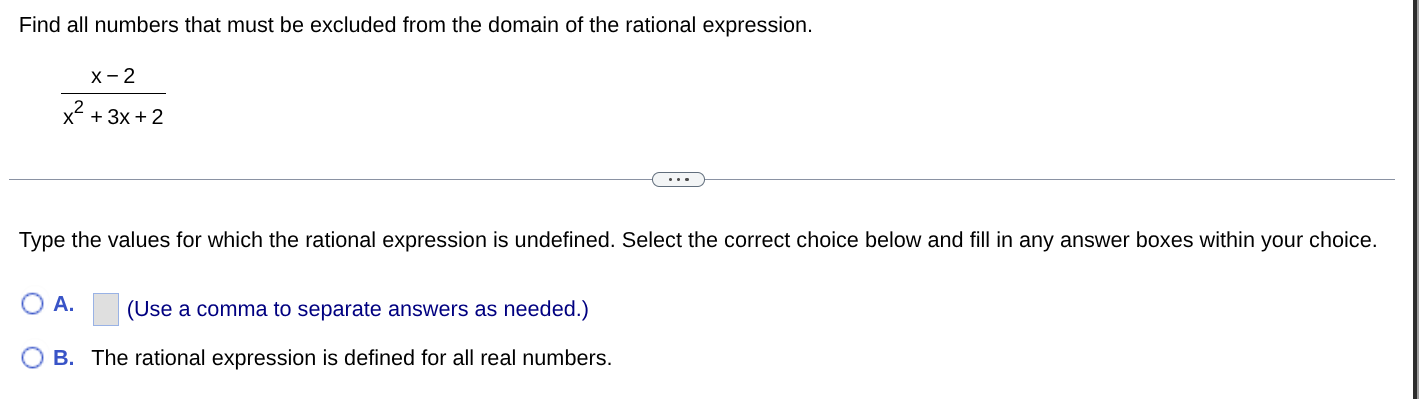 Find all numbers that must be excluded from the domain of the rational expression.
x − 2
x² + 3x + 2
...
Type the values for which the rational expression is undefined. Select the correct choice below and fill in any answer boxes within your choice.
A. (Use a comma to separate answers as needed.)
B. The rational expression is defined for all real numbers.